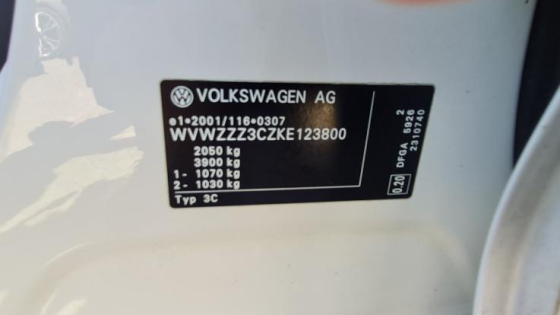 VOLKSWAGEN AG
e1*2001/116*0307
WVWZZZ3CZKE123800
2050 kg
3900 kg
1- 1070 kg
2- 1030 kg
Typ 3C
2
DFGA 5926
2310740
0.20